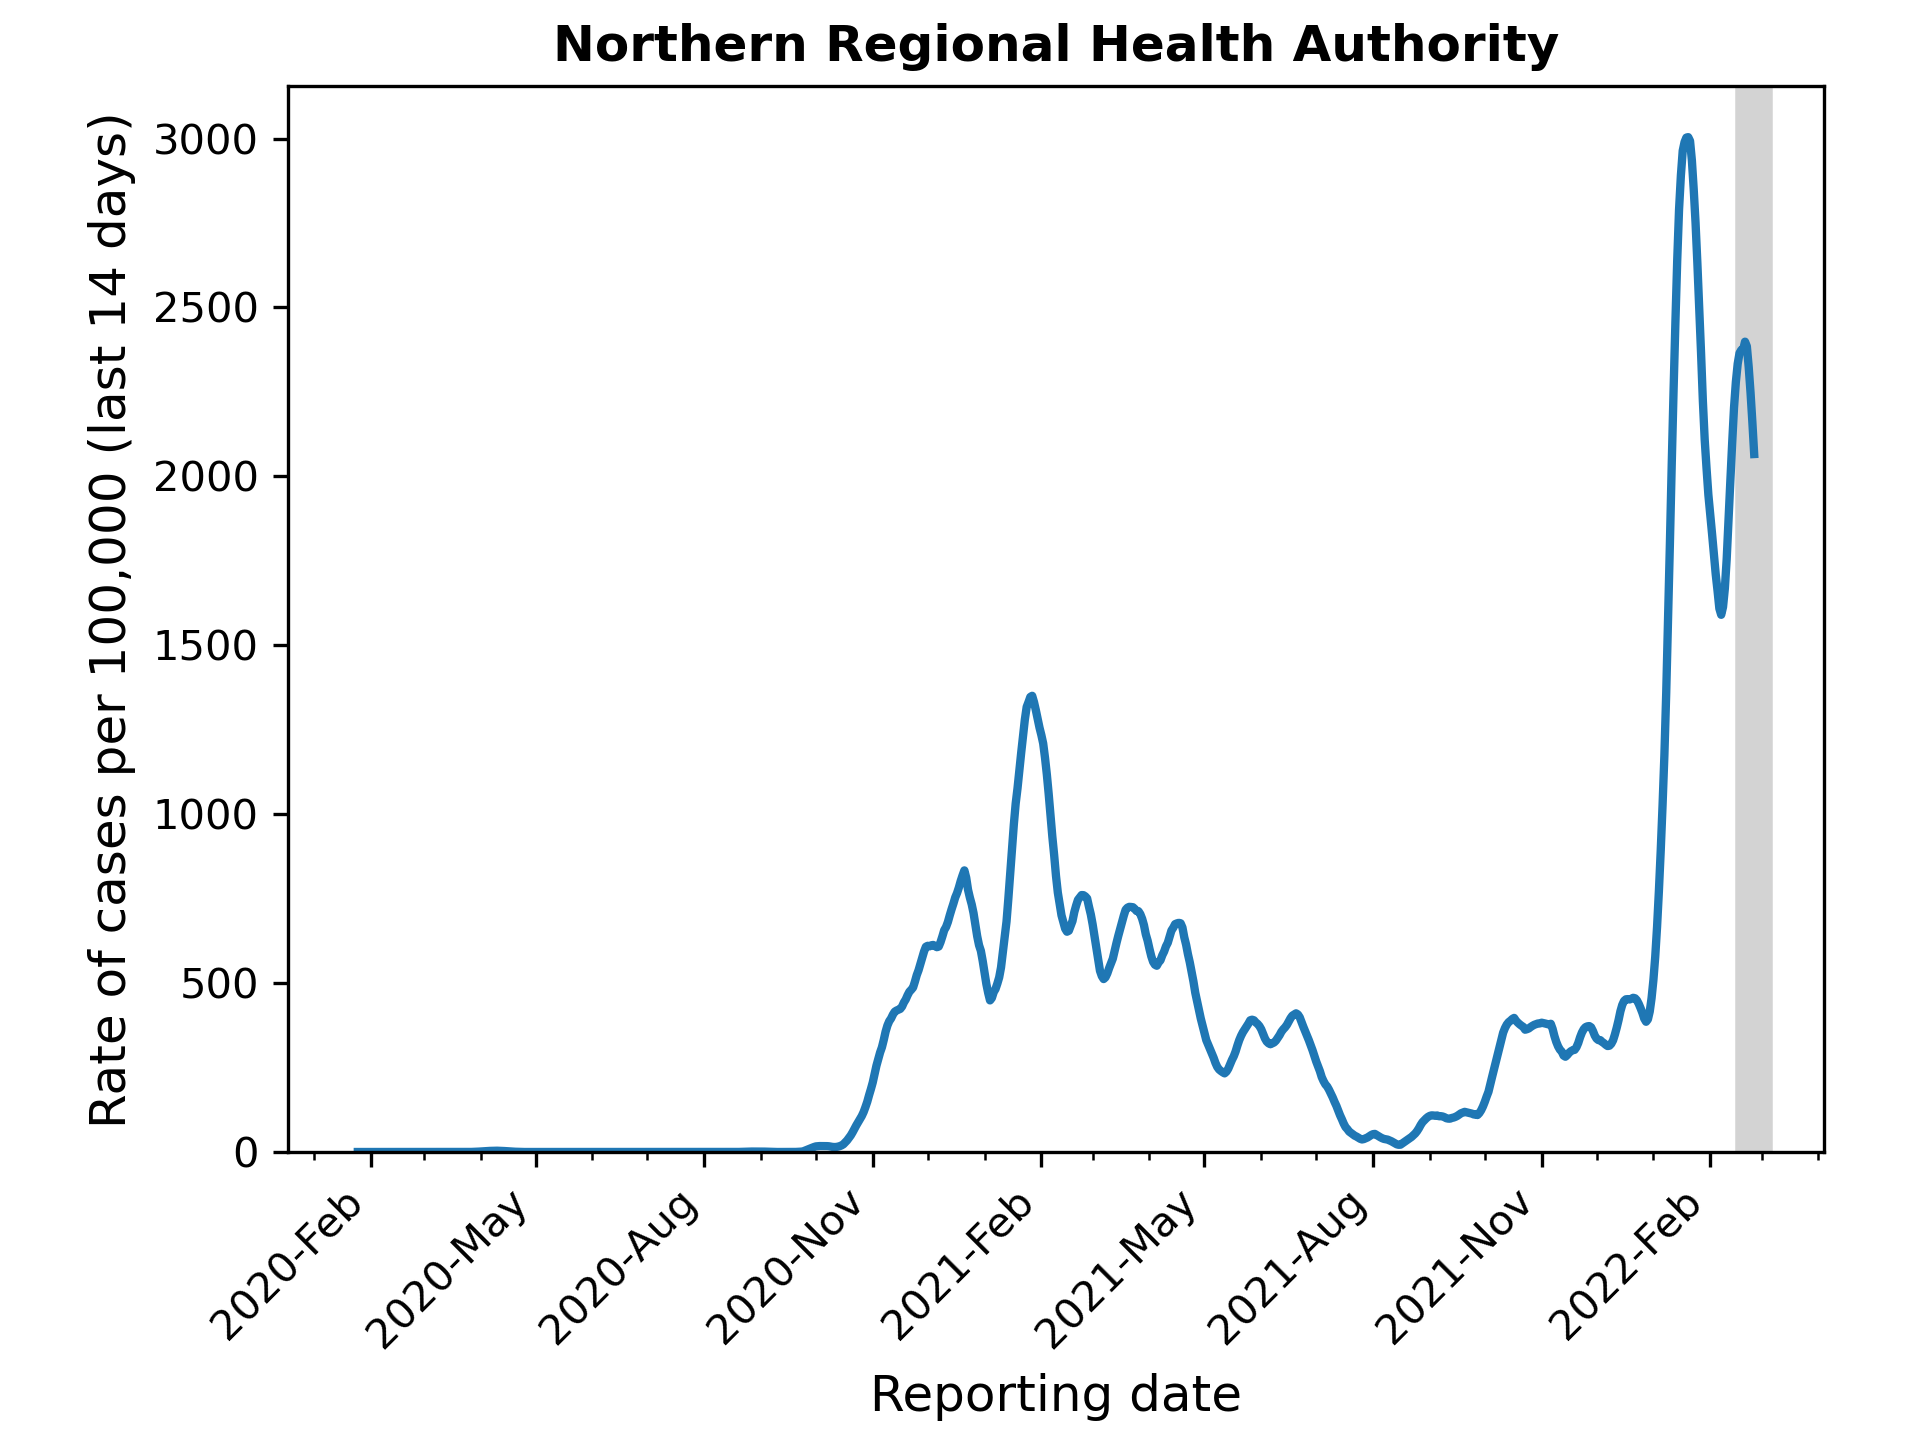 Northern Regional Health Authority
Rate of cases per 100,000 (last 14 days)
3000
2500
2000
1500
1000
500
0
2020-Feb
2020-May
2020-Aug
2020-Nov
2021-Feb
2021-May
2021-Aug
2021-Nov
2022-Feb
Reporting date